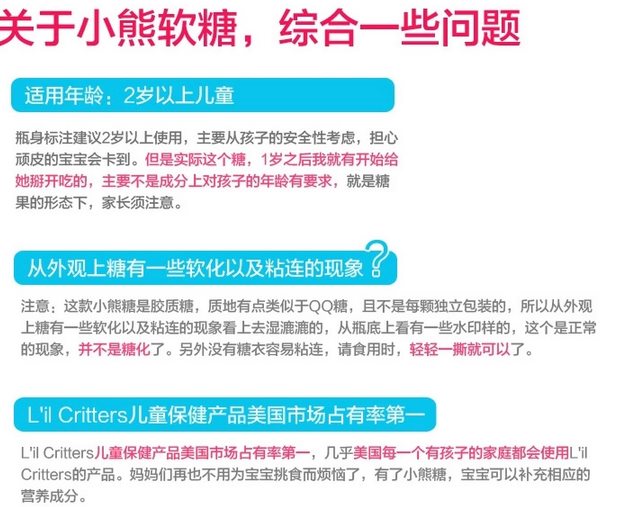 关于小熊软糖，综合一些问题
适用年龄：2岁以上儿童
瓶身标注建议2岁以上使用，主要从孩子的安全性考虑，担心
顽皮的宝宝会卡到。但是实际这个糖，1岁之后我就有开始给
她掰开吃的，主要不是成分上对孩子的年龄有要求，就是糖
果的形态下，家长须注意。
从外观上糖有一些软化以及粘连的现象？
注意：这款小熊糖是胶质糖，质地有点类似于QQ糖，且不是每颗独立包装的，所以从外观
上糖有一些软化以及粘连的现象看上去湿漉漉的，从瓶底上看有一些水印样的，这个是正常
的现象，并不是糖化了。另外没有糖衣容易粘连，请食用时，轻轻一撕就可以了。
L'il Critters儿童保健产品美国市场占有率第一
L'il Critters儿童保健产品美国市场占有率第一，几乎美国每一个有孩子的家庭都会使用L'il
Critters的产品。妈妈们再也不用为宝宝挑食而烦恼了，有了小熊糖，宝宝可以补充相应的
营养成分。